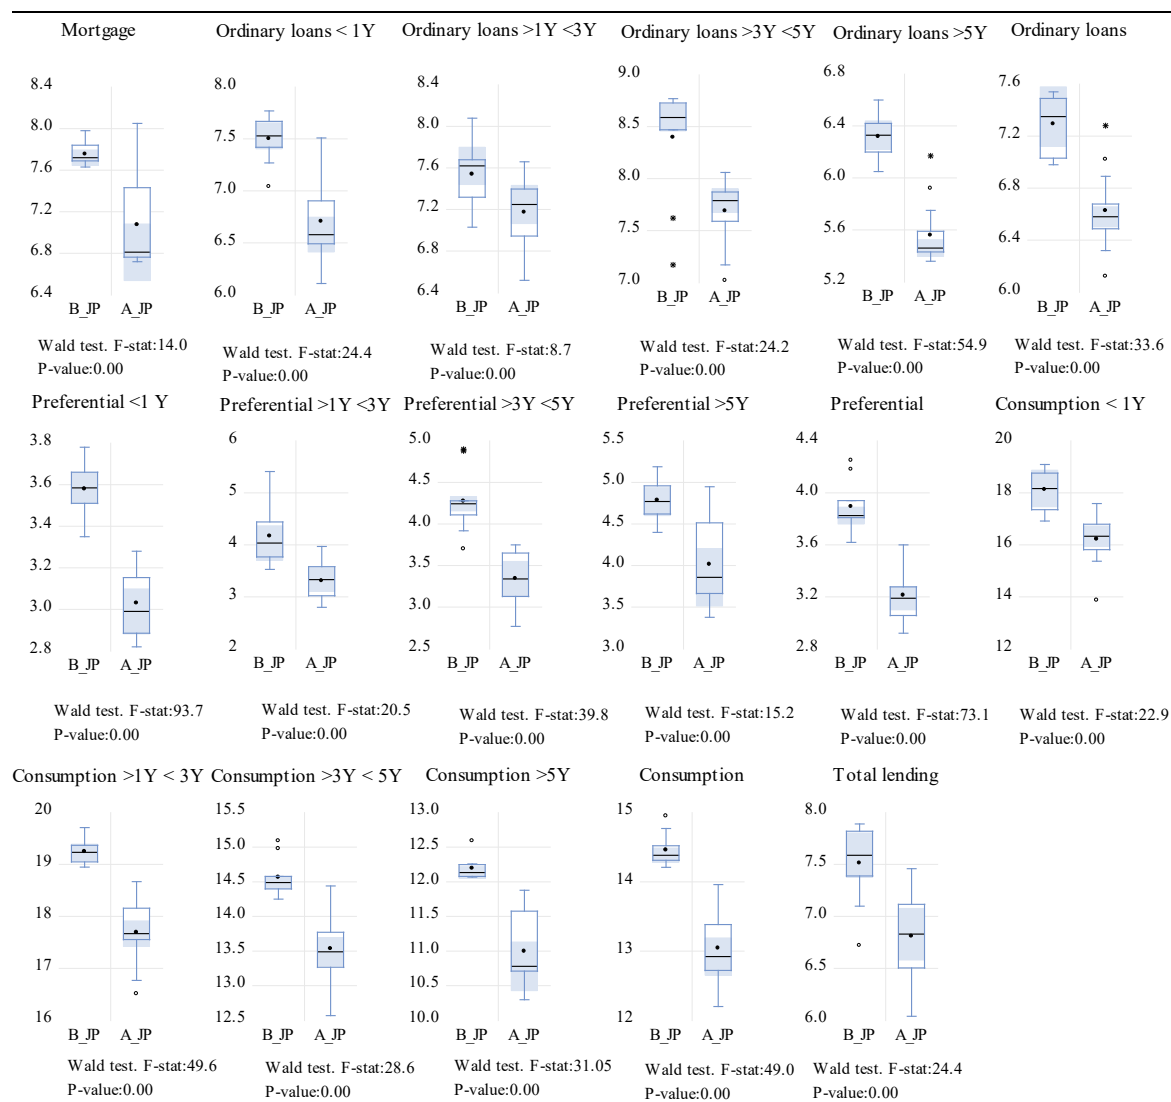 Mortgage
Ordinary loans < 1Y
Ordinary loans >1Y <3Y
Ordinary loans >3Y <5Y
Ordinary loans >5Y
Ordinary loans
8.4
8.0
7.6
7.2
6.8
6.4
B_JP A_JP
8.0
7.5
7.0
6.5
6.0
B_JP A_JP
8.4
8.0
7.6
7.2
6.8
6.4
B_JP A_JP
9.0
8.5
8.0
7.5
7.0
B_JP A_JP
6.8
6.4
6.0
5.6
5.2
B_JP A_JP
7.6
7.2
6.8
6.4
6.0
B_JP A_JP
Wald test. F-stat:14.0
P-value:0.00
Wald test. F-stat:24.4
P-value:0.00
Wald test. F-stat:8.7
P-value:0.00
Wald test. F-stat:24.2
P-value:0.00
Wald test. F-stat:54.9
P-value:0.00
Wald test. F-stat:33.6
P-value:0.00
Preferential <1 Y
Preferential >1Y <3Y
Preferential >3Y <5Y
Preferential >5Y
Preferential
Consumption < 1Y
3.8
3.6
3.4
3.2
3.0
2.8
B_JP A_JP
6
5
4
3
2
B_JP A_JP
5.0
4.5
4.0
3.5
3.0
2.5
B_JP A_JP
5.5
5.0
4.5
4.0
3.5
3.0
B_JP A_JP
4.4
4.0
3.6
3.2
2.8
B_JP A_JP
20
18
16
14
12
B_JP A_JP
Wald test. F-stat:93.7
P-value:0.00
Wald test. F-stat:20.5
P-value:0.00
Wald test. F-stat:39.8
P-value:0.00
Wald test. F-stat:15.2
P-value:0.00
Wald test. F-stat:73.1
P-value:0.00
Wald test. F-stat:22.9
P-value:0.00
Consumption >1Y < 3Y
Consumption >3Y < 5Y
Consumption >5Y
Consumption
Total lending
20
19
18
17
16
B_JP A_JP
15.5
15.0
14.5
14.0
13.5
13.0
12.5
B_JP A_JP
13.0
12.5
12.0
11.5
11.0
10.5
10.0
B_JP A_JP
15
14
13
12
B_JP A_JP
8.0
7.5
7.0
6.5
6.0
B_JP A_JP
Wald test. F-stat:49.6
P-value:0.00
Wald test. F-stat:28.6
P-value:0.00
Wald test. F-stat:31.05
P-value:0.00
Wald test. F-stat:49.0
P-value:0.00
Wald test. F-stat:24.4
P-value:0.00